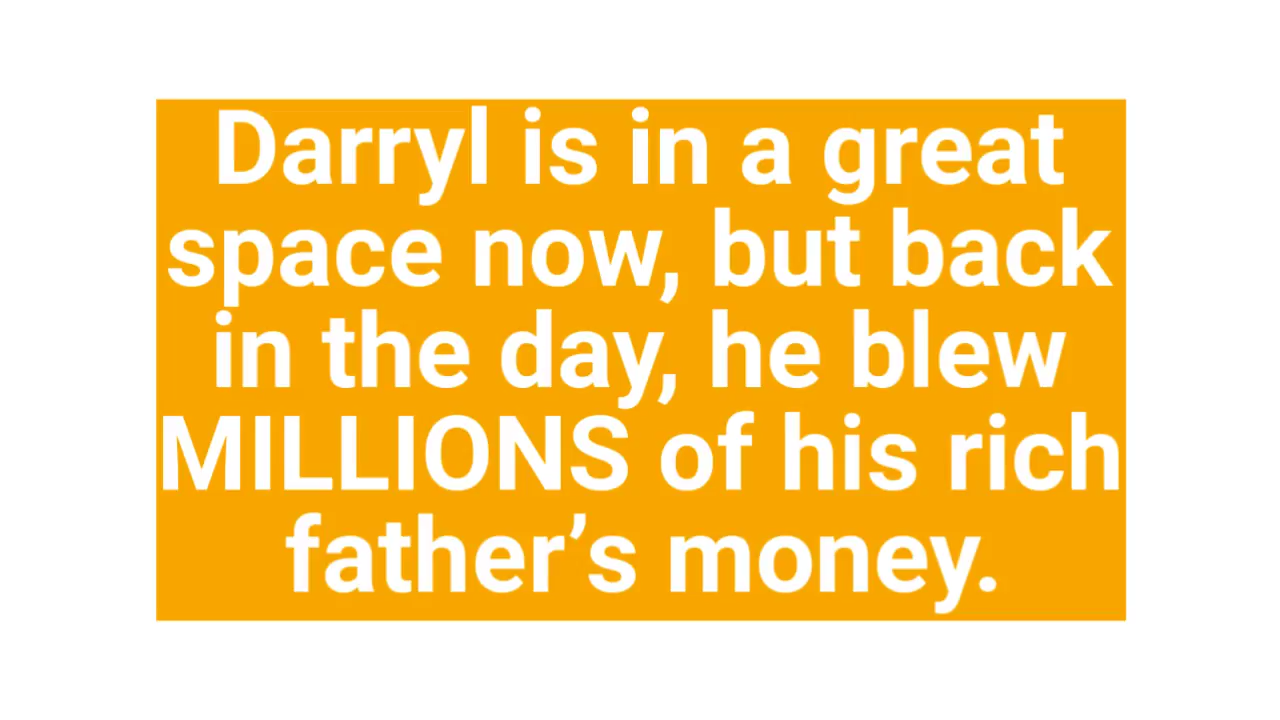 Darryl is in a great
space now, but back
in the day, he blew
MILLIONS of his rich
father’s money.